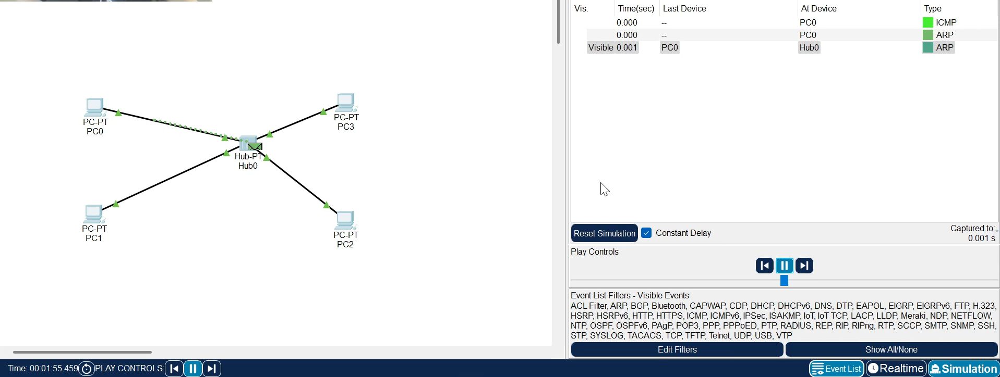 Vis. Time(sec) Last Device At Device Type
0.000 -- PC0 ICMP
0.000 -- PC0 ARP
Visible 0.001 PC0 Hub0 ARP
PC-PT
PC0
PC-PT
PC3
Hub-PT
Hub0
PC-PT
PC1
PC-PT
PC2
Reset Simulation Constant Delay
Captured to:*
0.001 s
Play Controls
Event List Filters - Visible Events
ACL Filter, ARP, BGP, Bluetooth, CAPWAP, CDP, DHCP, DHCPv6, DNS, DTP, EAPOL, EIGRP, EIGRPv6, FTP, H.323,
HSRP, HSRPv6, HTTP, HTTPS, ICMP, ICMPv6, IPSec, ISAKMP, IoT, IoT TCP, LACP, LLDP, Meraki, NDP, NETFLOW,
NTP, OSPF, OSPFv6, PAgP, POP3, PPP, PPPoED, PTP, RADIUS, REP, RIP, RIPng, RTP, SCCP, SMTP, SNMP, SSH,
STP, SYSLOG, TACACS, TCP, TFTP, Telnet, UDP, USB, VTP
Edit Filters Show All/None
Time: 00:01:55.459 PLAY CONTROLS: Event List Realtime Simulation